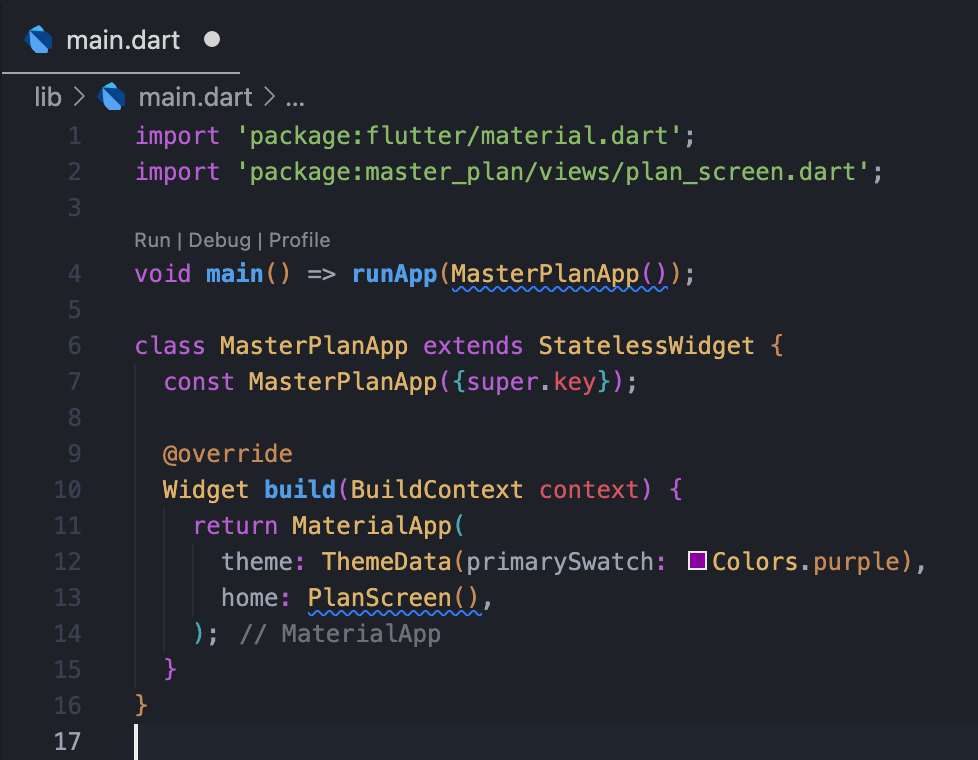 main.dart
lib > main.dart > ...
1 import 'package:flutter/material.dart';
2 import 'package:master_plan/views/plan_screen.dart';
3
Run | Debug | Profile
4 void main() => runApp(MasterPlanApp());
5
6 class MasterPlanApp extends StatelessWidget {
7   const MasterPlanApp({super.key});
8
9   @override
10   Widget build(BuildContext context) {
11     return MaterialApp(
12       theme: ThemeData(primarySwatch: Colors.purple),
13       home: PlanScreen(),
14     ); // MaterialApp
15   }
16 }
17